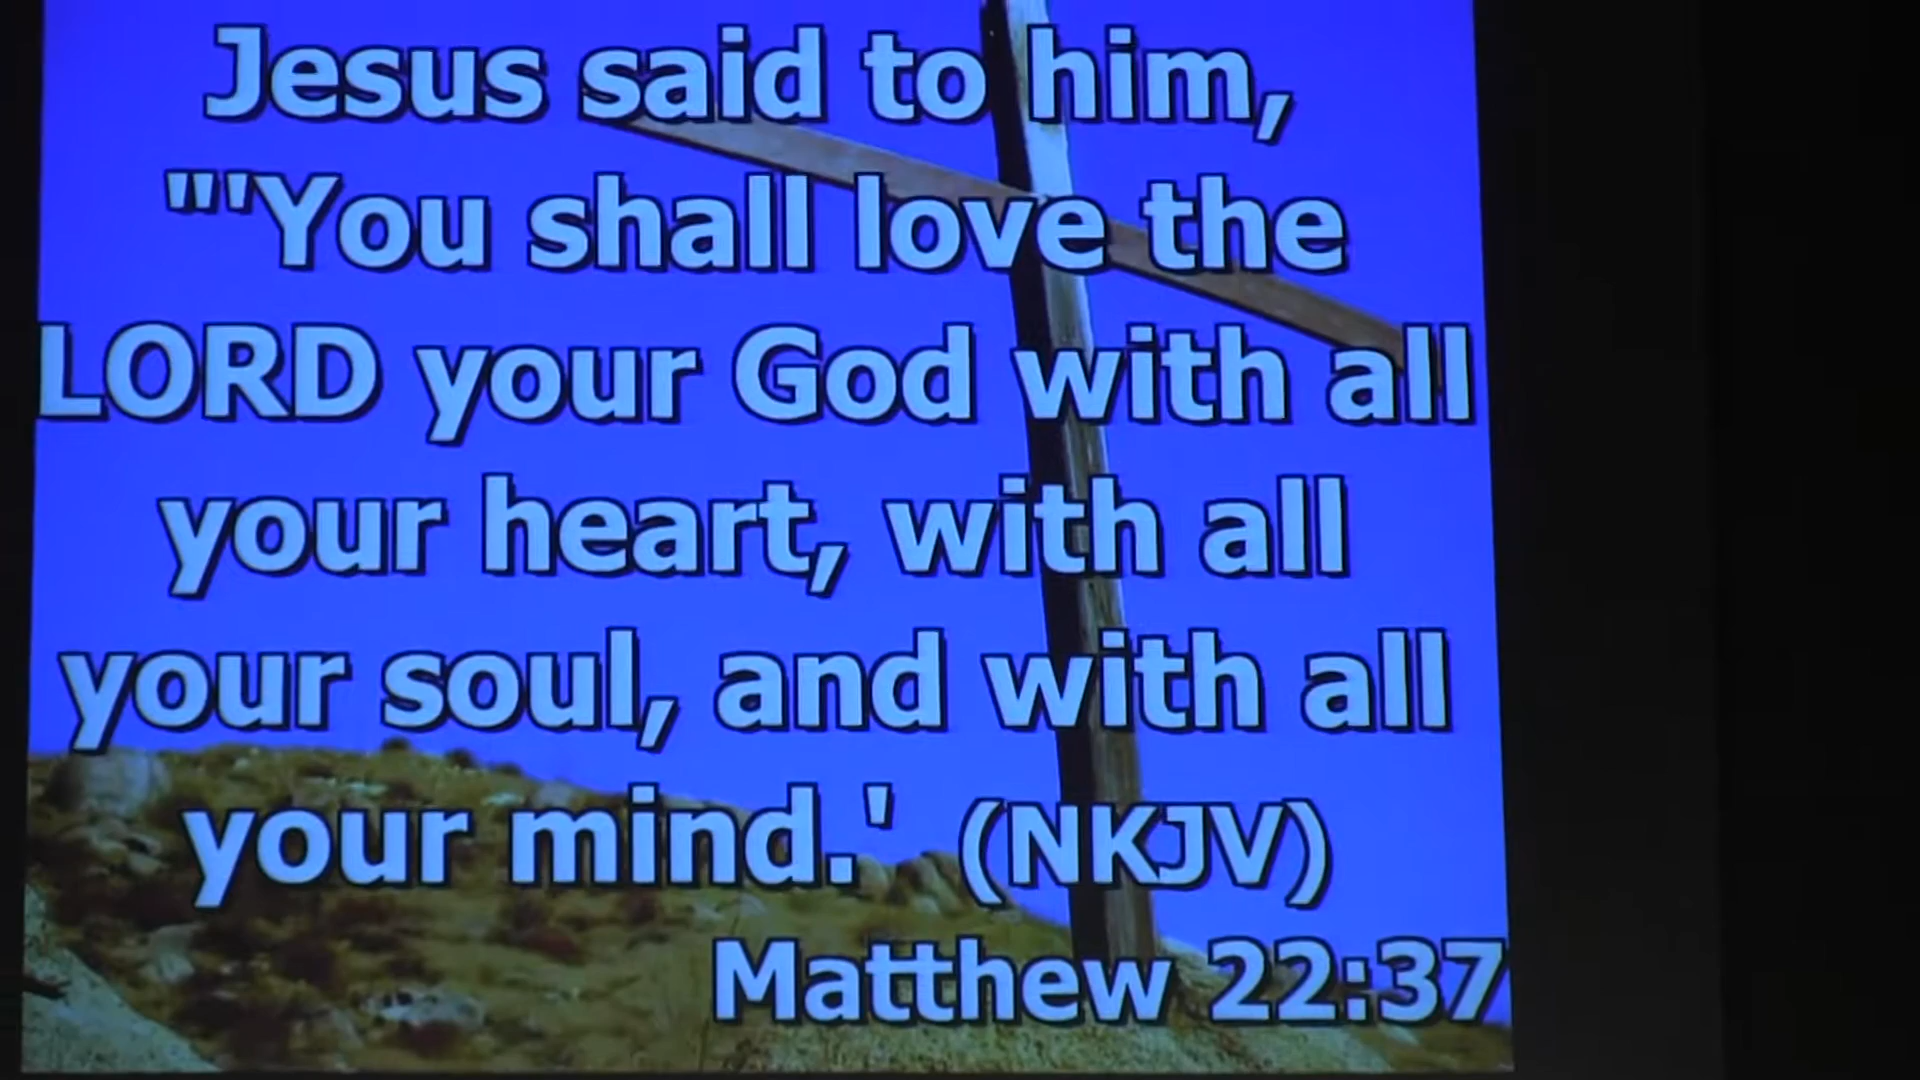 Jesus said to him,
"'You shall love the
LORD your God with all
your heart, with all
your soul, and with all
your mind.' (NKJV)
Matthew 22:37